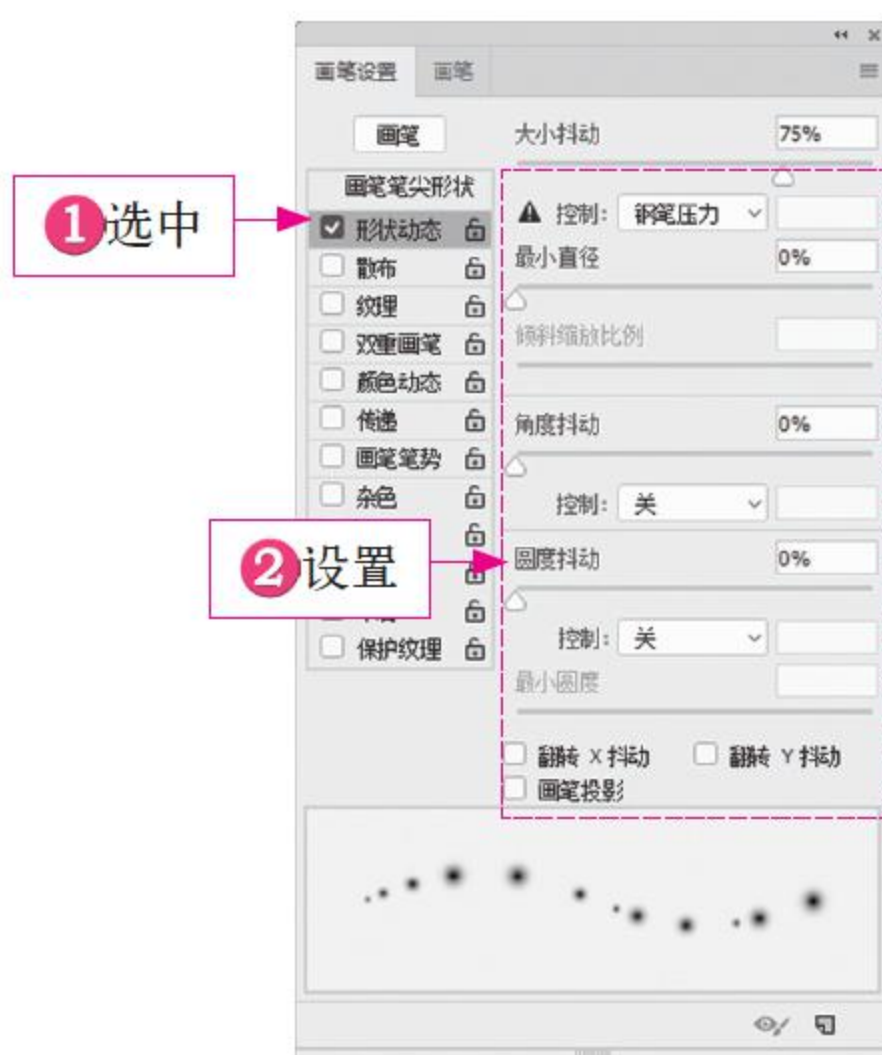 画笔设置 画笔
画笔
画笔笔尖形状
❶选中
形状动态
散布
纹理
双重画笔
颜色动态
传递
画笔笔势
杂色
❷设置
保护纹理
大小抖动 75%
控制: 钢笔压力
最小直径 0%
倾斜缩放比例
角度抖动 0%
控制: 关
圆度抖动 0%
控制: 关
最小圆度
翻转 X 抖动 翻转 Y 抖动
画笔投影